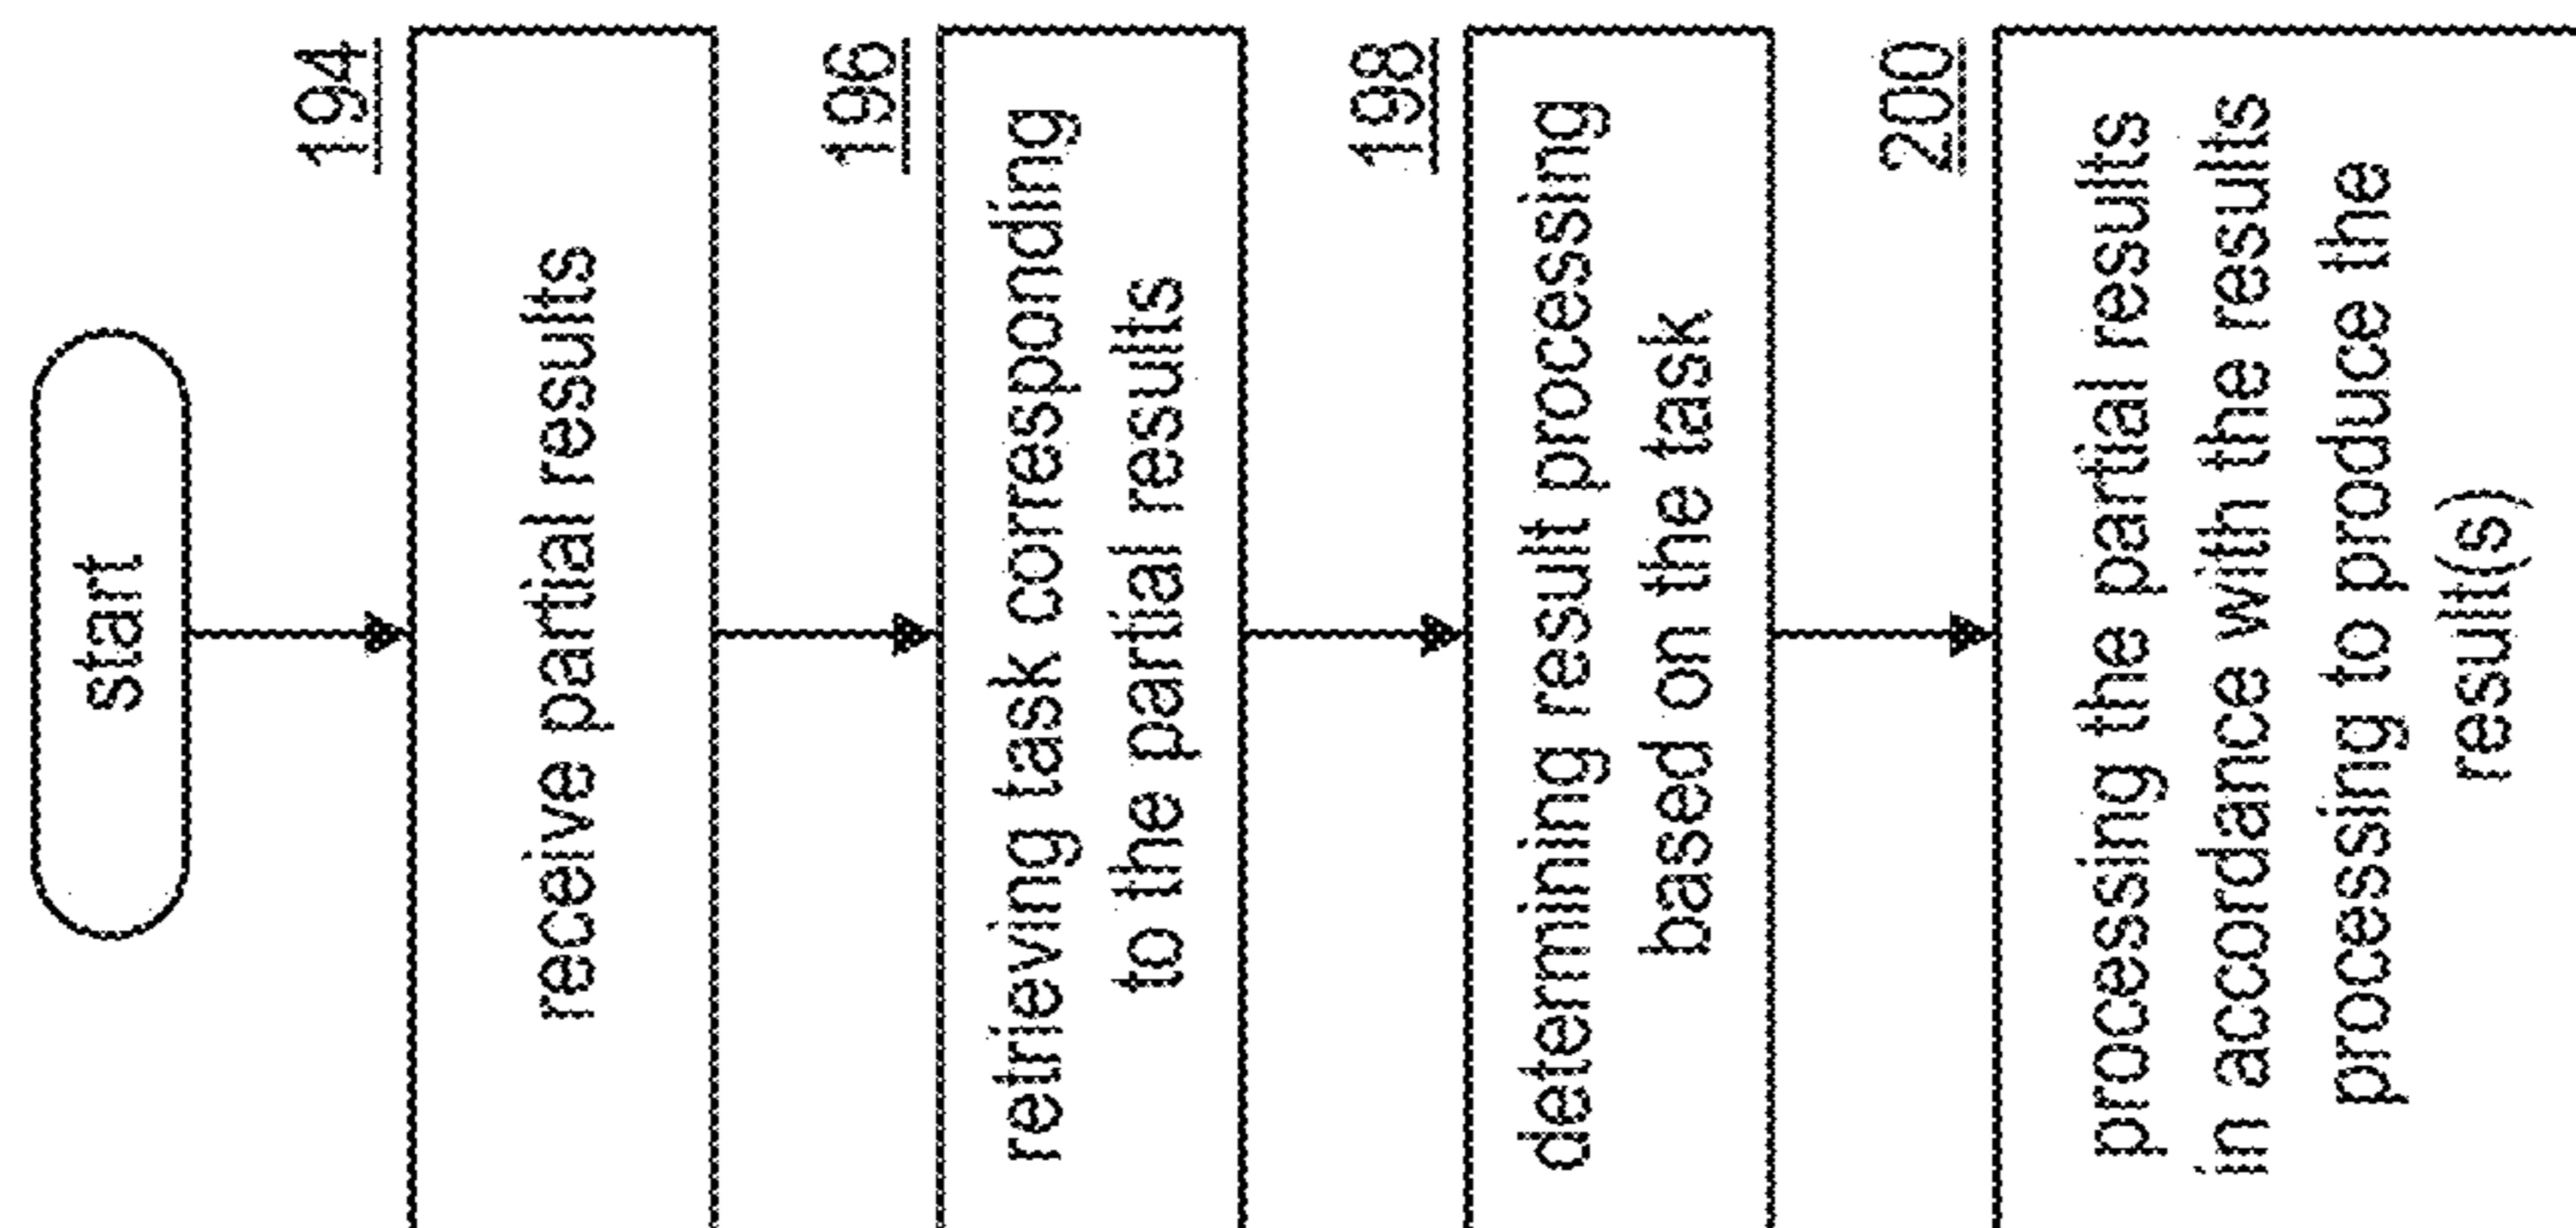 start
194
receive partial results
196
retrieving task corresponding
to the partial results
198
determining result processing
based on the task
200
processing the partial results
in accordance with the results
processing to produce the
result(s)